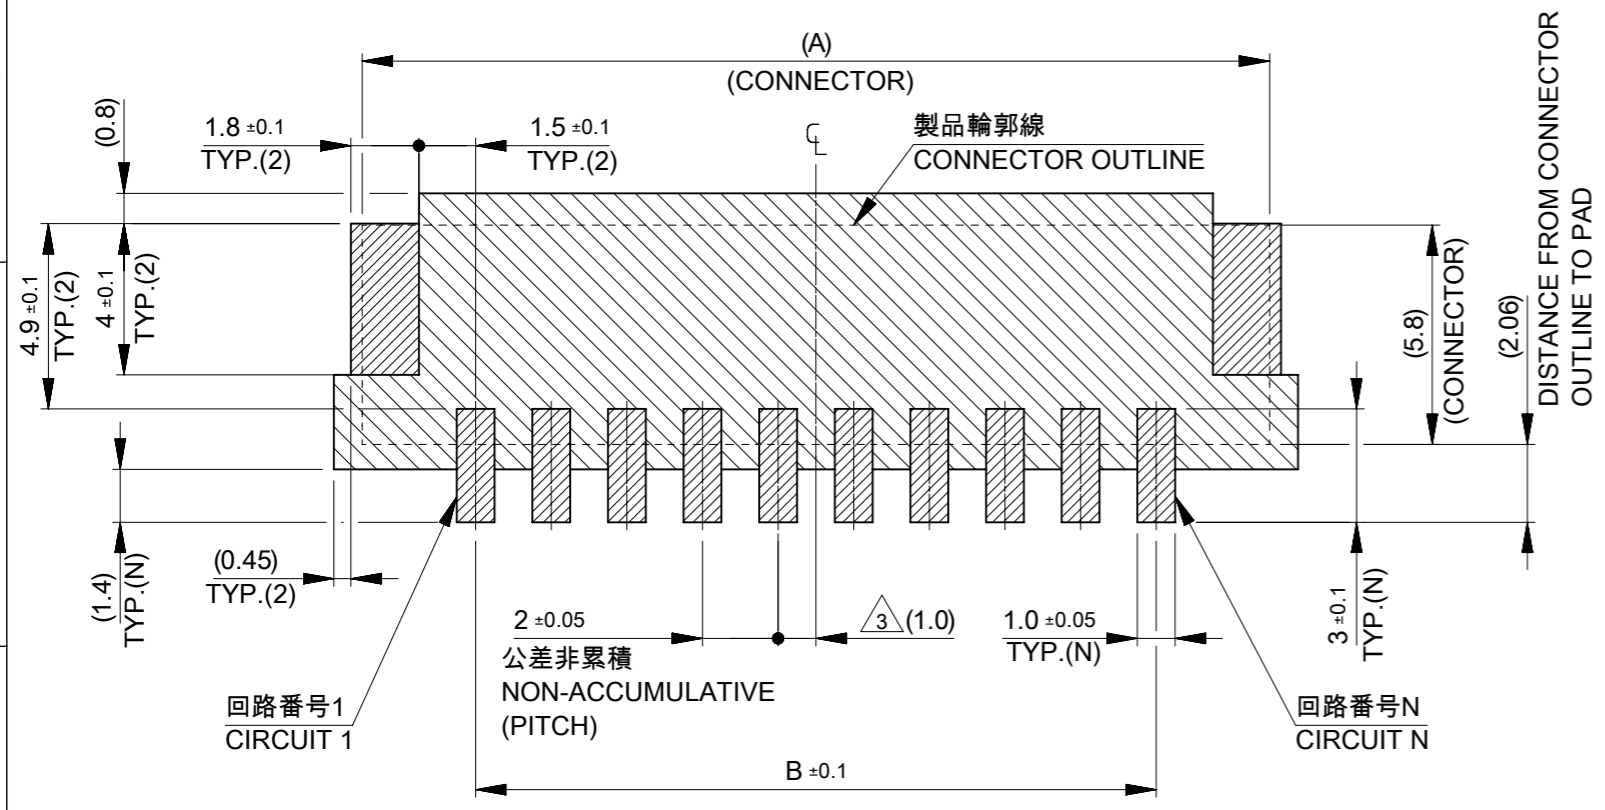 (A)
(CONNECTOR)
(0.8)
1.8 ±0.1
TYP.(2)
1.5 ±0.1
TYP.(2)
℄
製品輪郭線
CONNECTOR OUTLINE
DISTANCE FROM CONNECTOR
OUTLINE TO PAD
4.9 ±0.1
TYP.(2)
4 ±0.1
TYP.(2)
(5.8)
(CONNECTOR)
(2.06)
(1.4)
TYP.(N)
(0.45)
TYP.(2)
2 ±0.05
公差非累積
NON-ACCUMULATIVE
(PITCH)
3 (1.0)
1.0 ±0.05
TYP.(N)
3 ±0.1
TYP.(N)
回路番号1
CIRCUIT 1
回路番号N
CIRCUIT N
B ±0.1